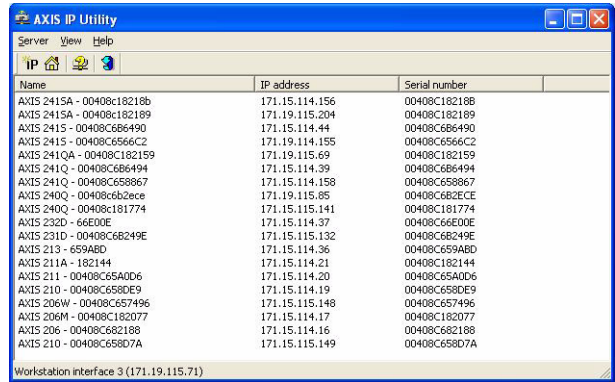 AXIS IP Utility
Server View Help
IP
Name IP address Serial number
AXIS 241SA - 00408c18218b 171.15.114.156 00408C18218B
AXIS 241SA - 00408c182189 171.19.115.204 00408C182189
AXIS 241S - 00408C6B6490 171.15.114.44 00408C6B6490
AXIS 241S - 00408C6566C2 171.19.114.155 00408C6566C2
AXIS 241QA - 00408C182159 171.19.115.69 00408C182159
AXIS 241Q - 00408C6B6494 171.15.114.39 00408C6B6494
AXIS 241Q - 00408C658867 171.15.114.158 00408C658867
AXIS 240Q - 00408c6b2ece 171.19.115.85 00408C6B2ECE
AXIS 240Q - 00408c181774 171.15.115.141 00408C181774
AXIS 232D - 66E00E 171.15.114.37 00408C66E00E
AXIS 231D - 00408C6B249E 171.15.115.132 00408C6B249E
AXIS 213 - 659ABD 171.15.114.36 00408C659ABD
AXIS 211A - 182144 171.15.114.21 00408C182144
AXIS 211 - 00408C65A0D6 171.15.114.20 00408C65A0D6
AXIS 210 - 00408C658DE9 171.15.114.19 00408C658DE9
AXIS 206W - 00408C657496 171.15.115.148 00408C657496
AXIS 206M - 00408C182077 171.15.114.17 00408C182077
AXIS 206 - 00408C682188 171.15.114.16 00408C682188
AXIS 210 - 00408C658D7A 171.15.115.149 00408C658D7A
Workstation interface 3 (171.19.115.71)